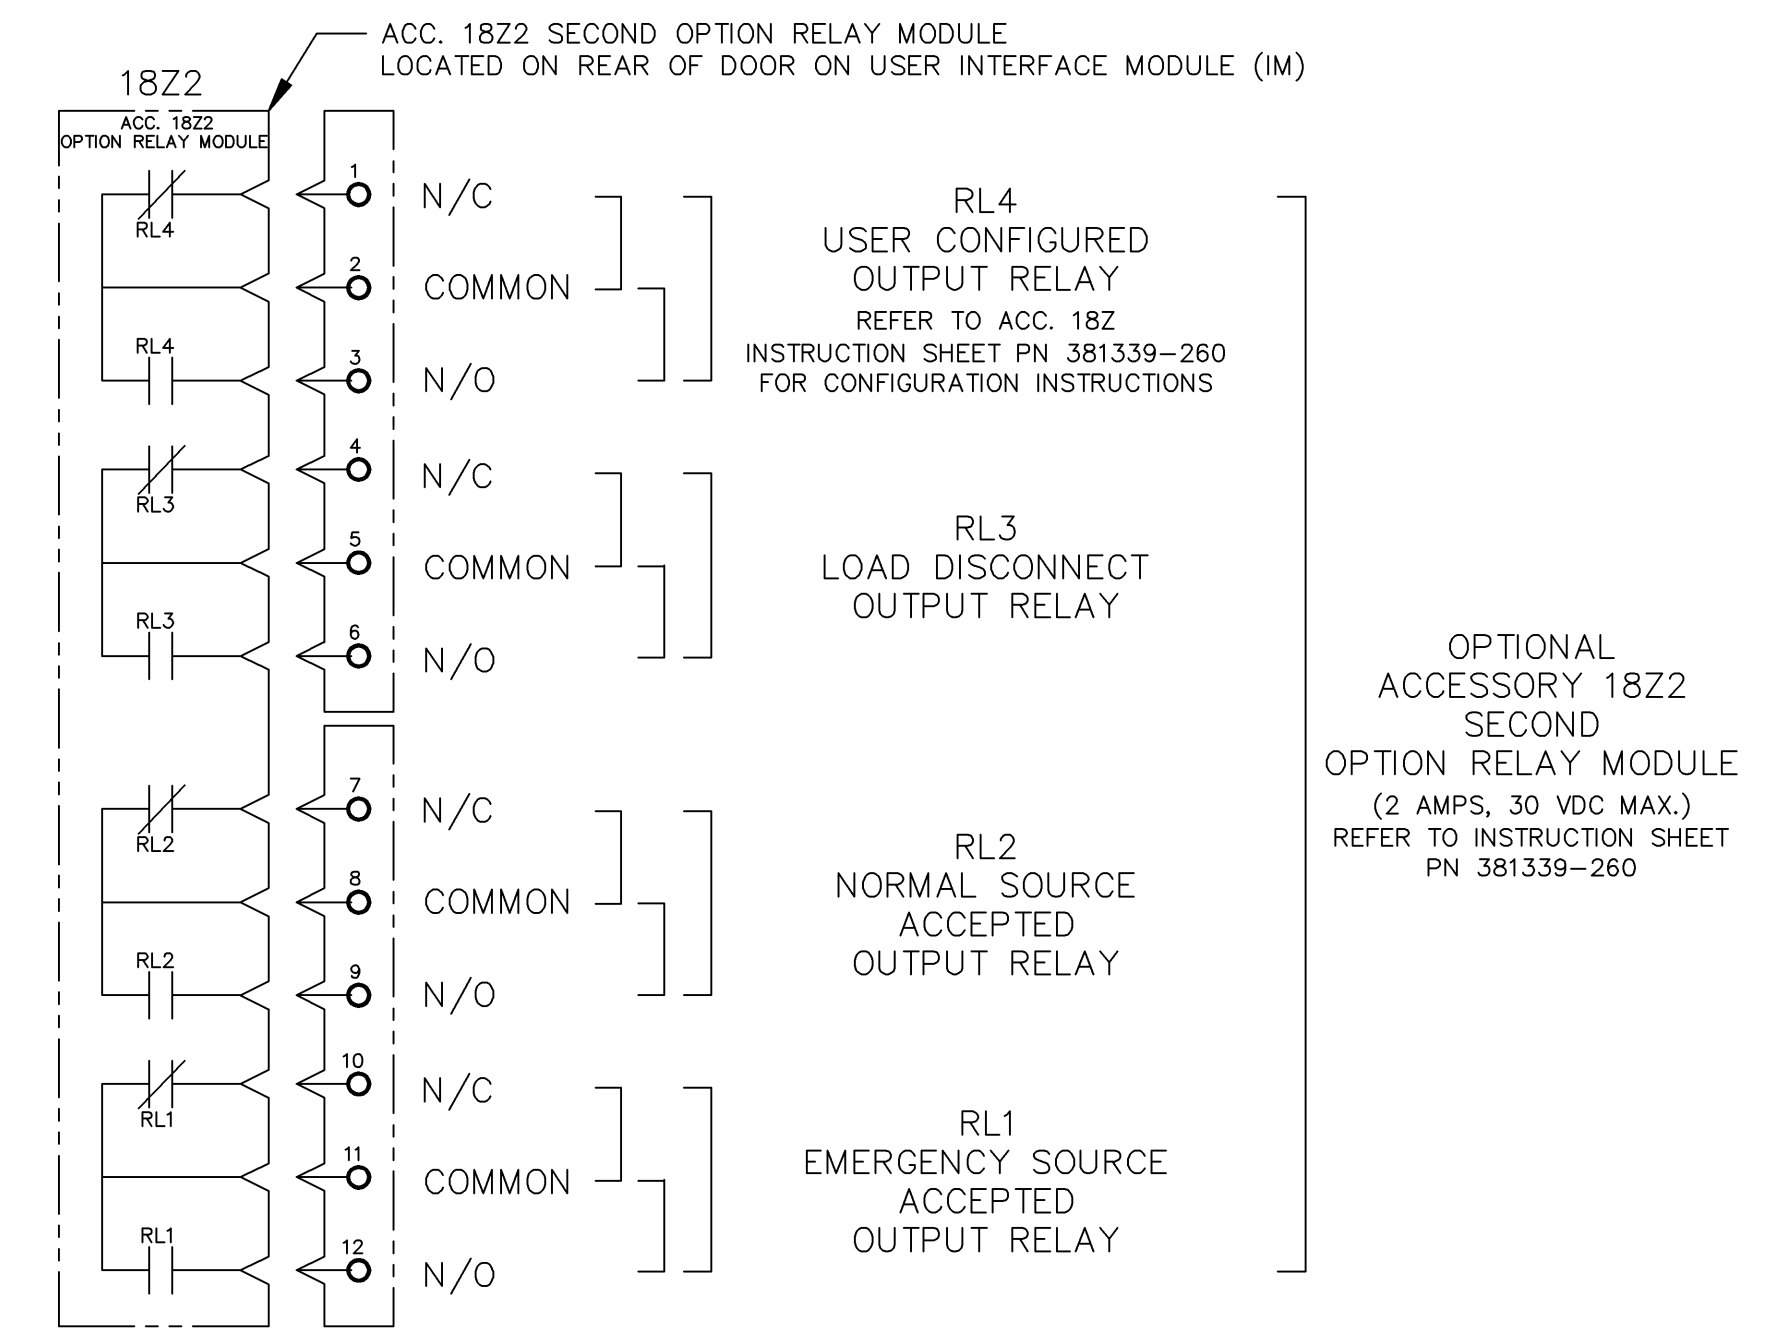 ACC. 18Z2 SECOND OPTION RELAY MODULE
LOCATED ON REAR OF DOOR ON USER INTERFACE MODULE (IM)
18Z2
ACC. 18Z2
OPTION RELAY MODULE
RL4
1
N/C
2
COMMON
RL4
3
N/O
RL4
USER CONFIGURED
OUTPUT RELAY
REFER TO ACC. 18Z
INSTRUCTION SHEET PN 381339-260
FOR CONFIGURATION INSTRUCTIONS
RL3
4
N/C
5
COMMON
RL3
6
N/O
RL3
LOAD DISCONNECT
OUTPUT RELAY
RL2
7
N/C
8
COMMON
RL2
9
N/O
RL2
NORMAL SOURCE
ACCEPTED
OUTPUT RELAY
RL1
10
N/C
11
COMMON
RL1
12
N/O
RL1
EMERGENCY SOURCE
ACCEPTED
OUTPUT RELAY
OPTIONAL
ACCESSORY 18Z2
SECOND
OPTION RELAY MODULE
(2 AMPS, 30 VDC MAX.)
REFER TO INSTRUCTION SHEET
PN 381339-260